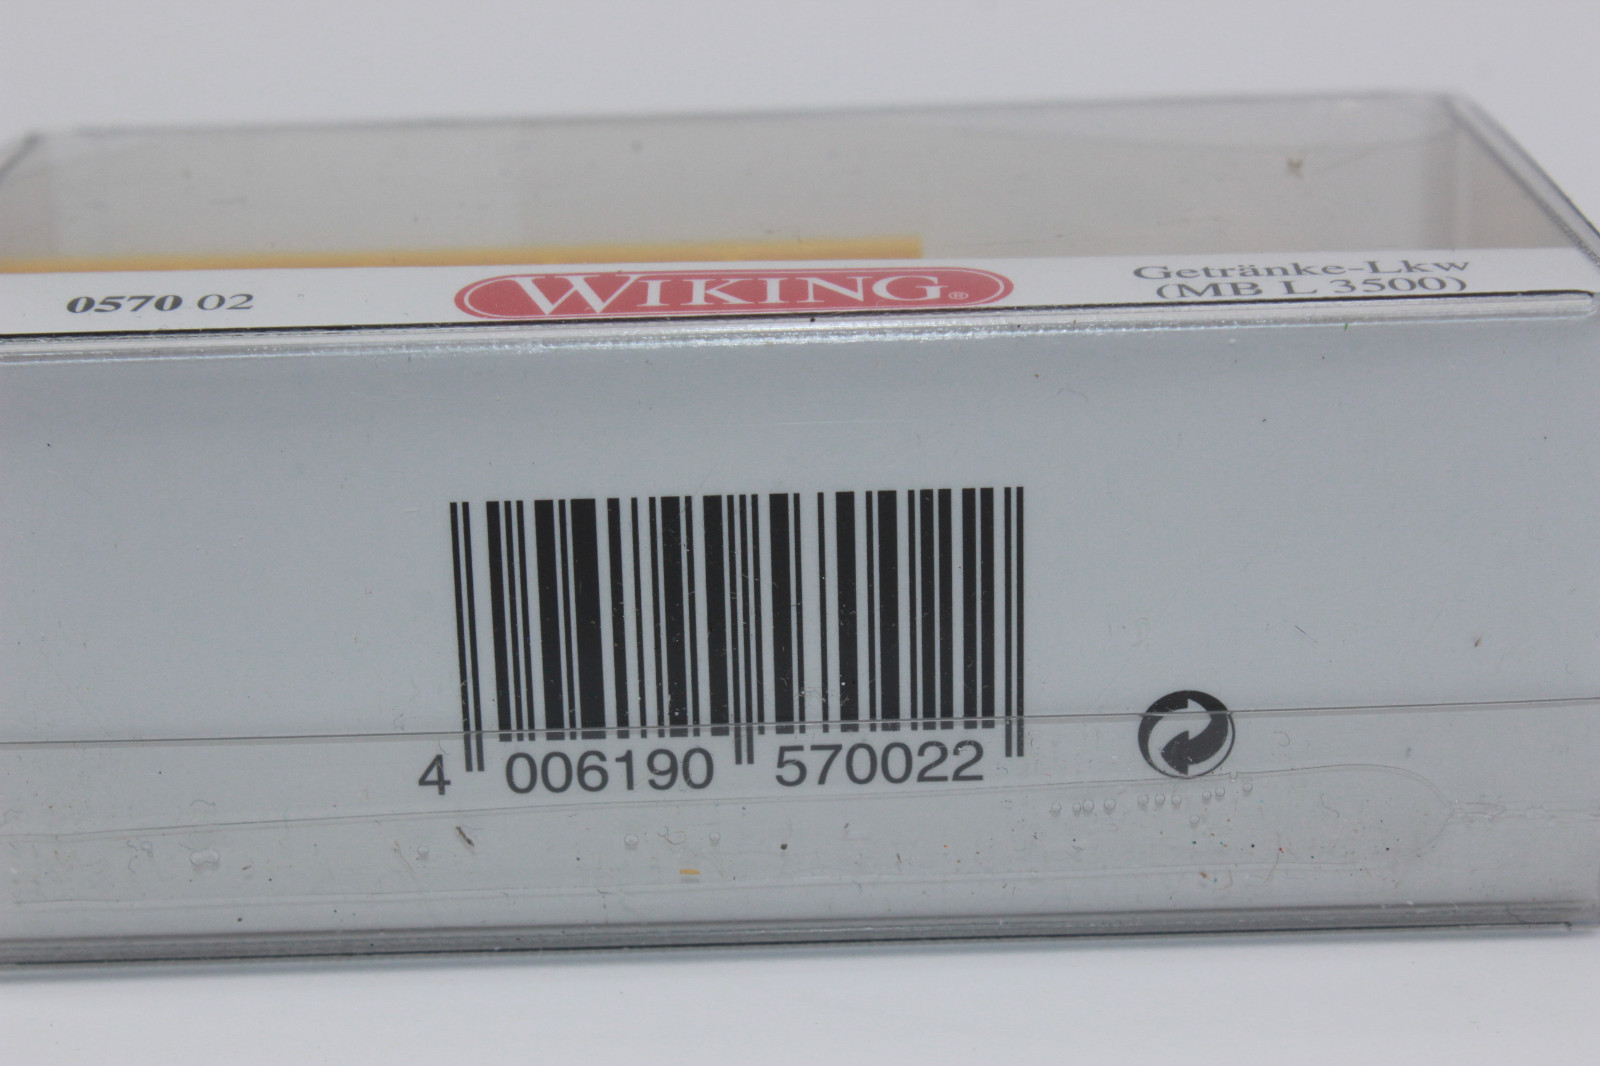 0570 02
WIKING®
Getränke-Lkw
(MB L 3500)
4 006190 570022